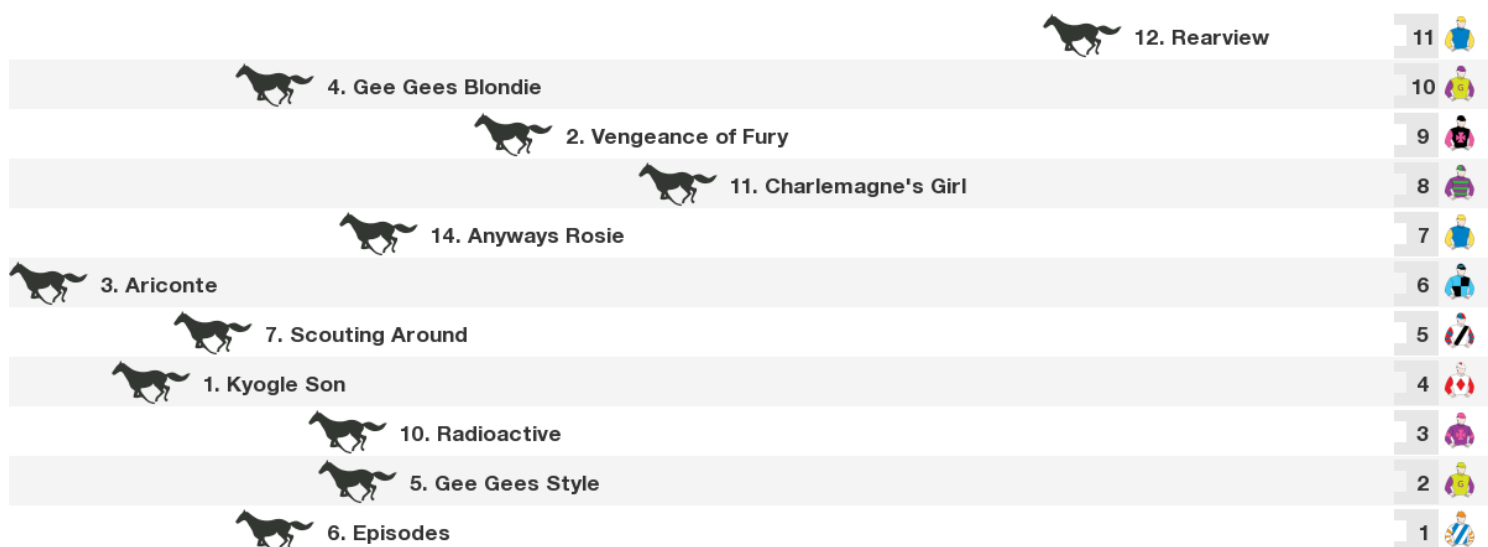 12. Rearview 11
4. Gee Gees Blondie 10 G
2. Vengeance of Fury 9
11. Charlemagne's Girl 8
14. Anyways Rosie 7
3. Ariconte 6
7. Scouting Around 5
1. Kyogle Son 4
10. Radioactive 3
5. Gee Gees Style 2 G
6. Episodes 1